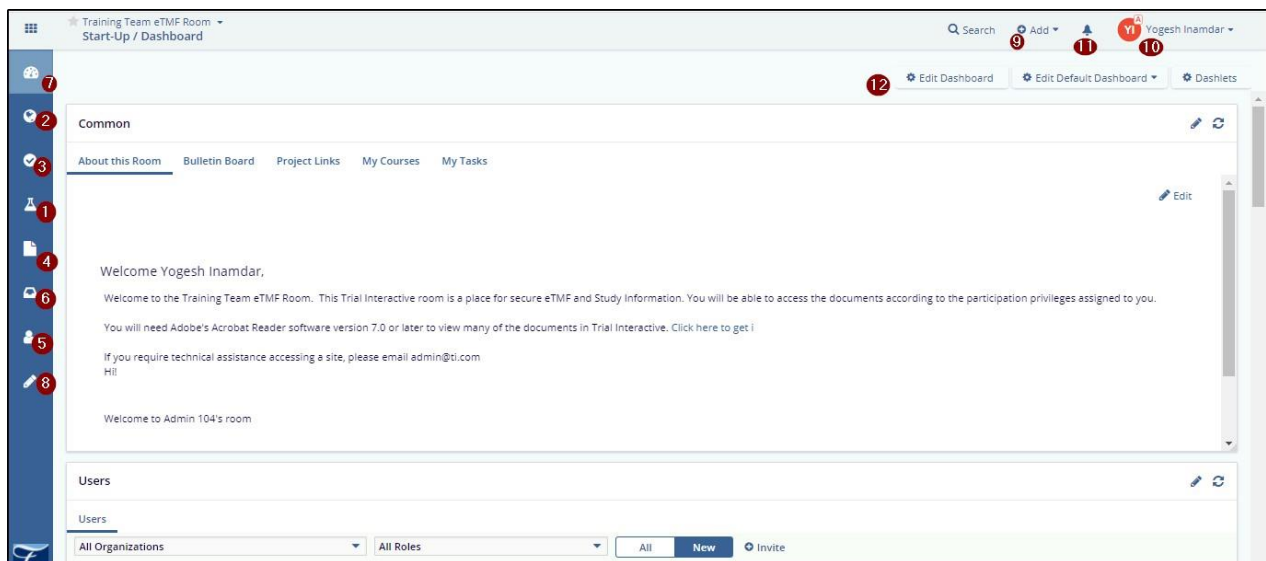 Training Team eTMF Room
Start-Up / Dashboard
Search
Add
9
11
A
YI
Yogesh Inamdar
10
7
2
3
1
4
6
5
8
12
Edit Dashboard
Edit Default Dashboard
Dashlets
Common
About this Room Bulletin Board Project Links My Courses My Tasks
Edit
Welcome Yogesh Inamdar,
Welcome to the Training Team eTMF Room. This Trial Interactive room is a place for secure eTMF and Study Information. You will be able to access the documents according to the participation privileges assigned to you.
You will need Adobe's Acrobat Reader software version 7.0 or later to view many of the documents in Trial Interactive. Click here to get i
If you require technical assistance accessing a site, please email admin@ti.com
Hi!
Welcome to Admin 104's room
Users
Users
All Organizations All Roles All New Invite